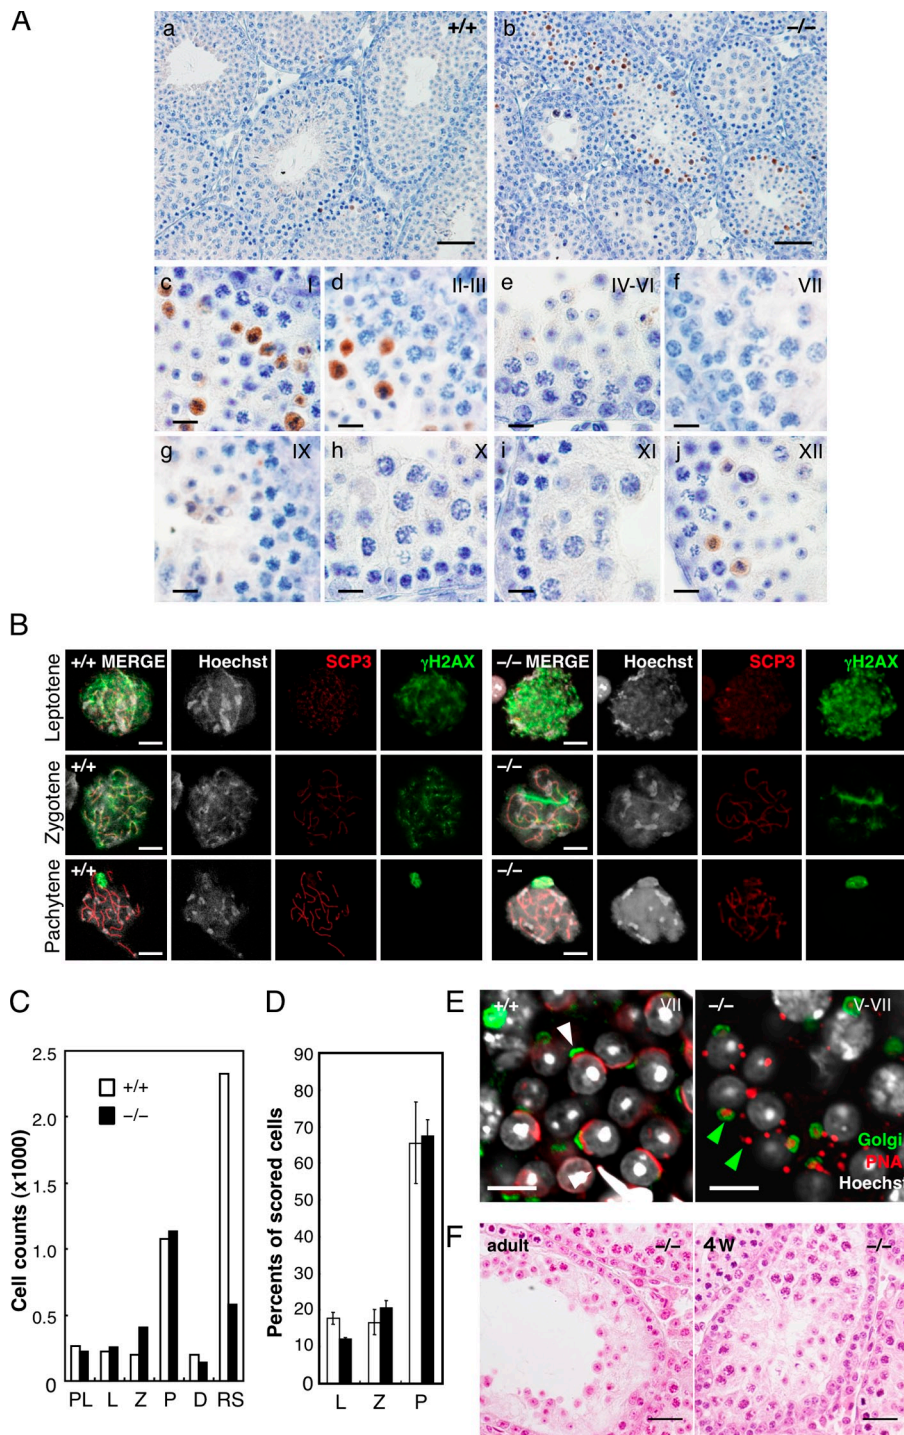 A
a +/+
b –/–
c I
d II-III
e IV-VI
f VII
g IX
h X
i XI
j XII
B
Leptotene
+/+ MERGE
Hoechst
SCP3
γH2AX
–/– MERGE
Hoechst
SCP3
γH2AX
Zygotene
+/+
–/–
Pachytene
+/+
–/–
C
Cell counts (x1000)
2.5
2.0
1.5
1.0
0.5
0
+/+
–/–
PL L Z P D RS
D
Percents of scored cells
90
80
70
60
50
40
30
20
10
0
L Z P
E
+/+ VII
–/– V-VII
Golgi
PNA
Hoechst
F
adult –/–
4 W –/–